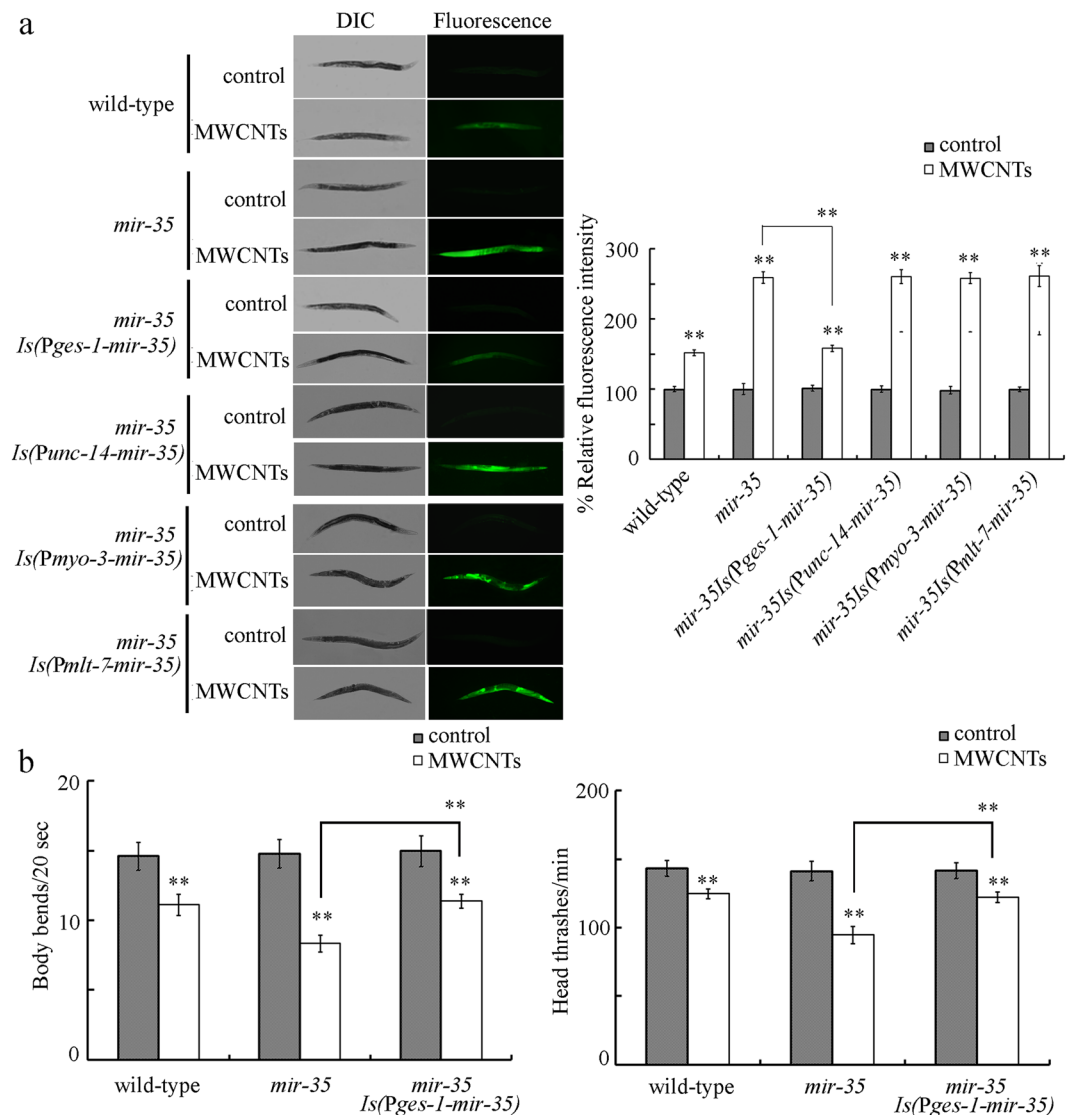 a
DIC Fluorescence
wild-type
control
MWCNTs
mir-35
control
MWCNTs
mir-35
Is(Pges-1-mir-35)
control
MWCNTs
mir-35
Is(Punc-14-mir-35)
control
MWCNTs
mir-35
Is(Pmyo-3-mir-35)
control
MWCNTs
mir-35
Is(Pmlt-7-mir-35)
control
MWCNTs
control
MWCNTs
% Relative fluorescence intensity
300
200
100
0
**
**
**
**
**
**
**
wild-type
mir-35
mir-35Is(Pges-1-mir-35)
mir-35Is(Punc-14-mir-35)
mir-35Is(Pmyo-3-mir-35)
mir-35Is(Pmlt-7-mir-35)
b
control
MWCNTs
Body bends/20 sec
20
10
0
**
**
**
**
wild-type
mir-35
mir-35
Is(Pges-1-mir-35)
control
MWCNTs
Head thrashes/min
200
100
0
**
**
**
**
wild-type
mir-35
mir-35
Is(Pges-1-mir-35)